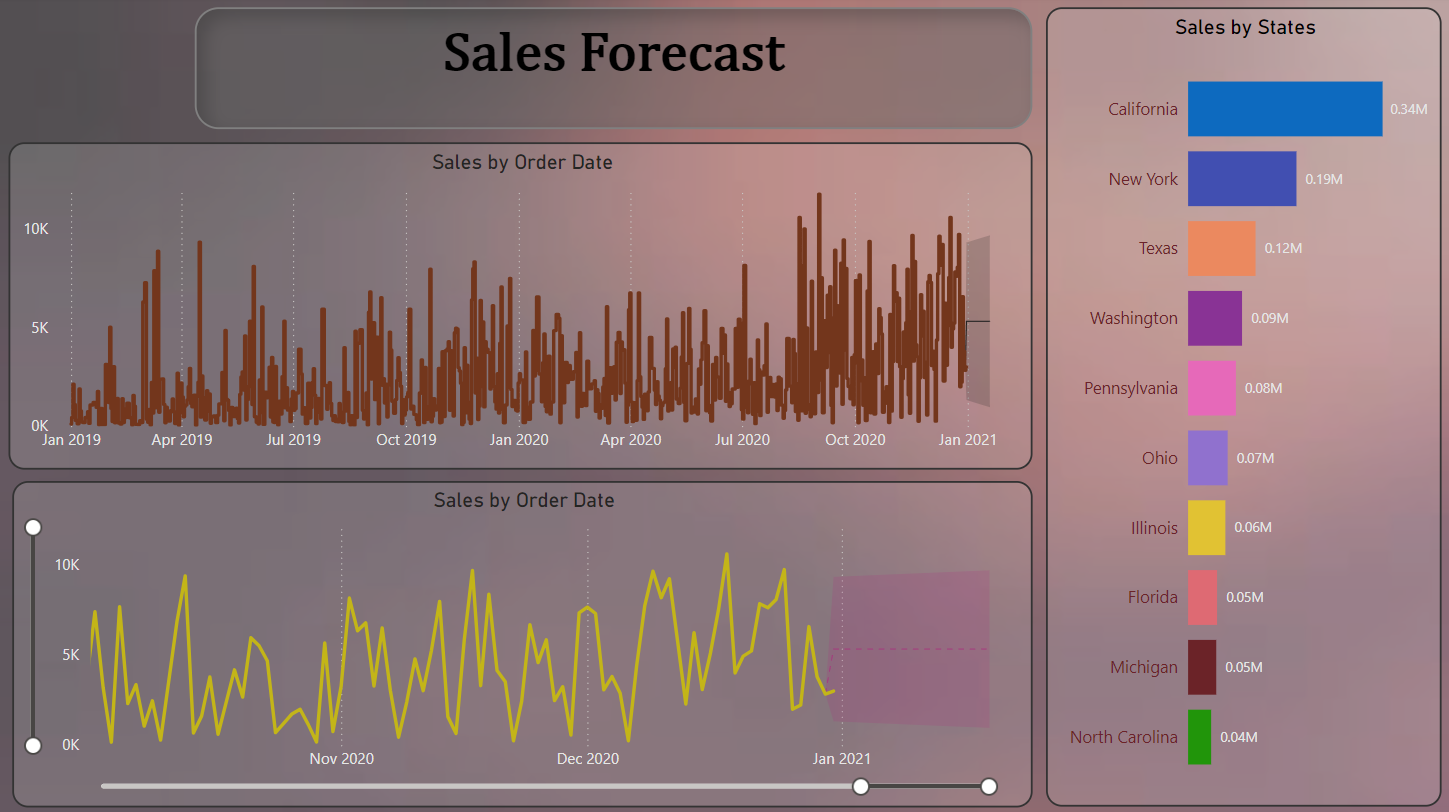 Sales Forecast
Sales by Order Date
10K
5K
0K
Jan 2019 Apr 2019 Jul 2019 Oct 2019 Jan 2020 Apr 2020 Jul 2020 Oct 2020 Jan 2021
Sales by Order Date
10K
5K
0K
Nov 2020 Dec 2020 Jan 2021
Sales by States
California 0.34M
New York 0.19M
Texas 0.12M
Washington 0.09M
Pennsylvania 0.08M
Ohio 0.07M
Illinois 0.06M
Florida 0.05M
Michigan 0.05M
North Carolina 0.04M